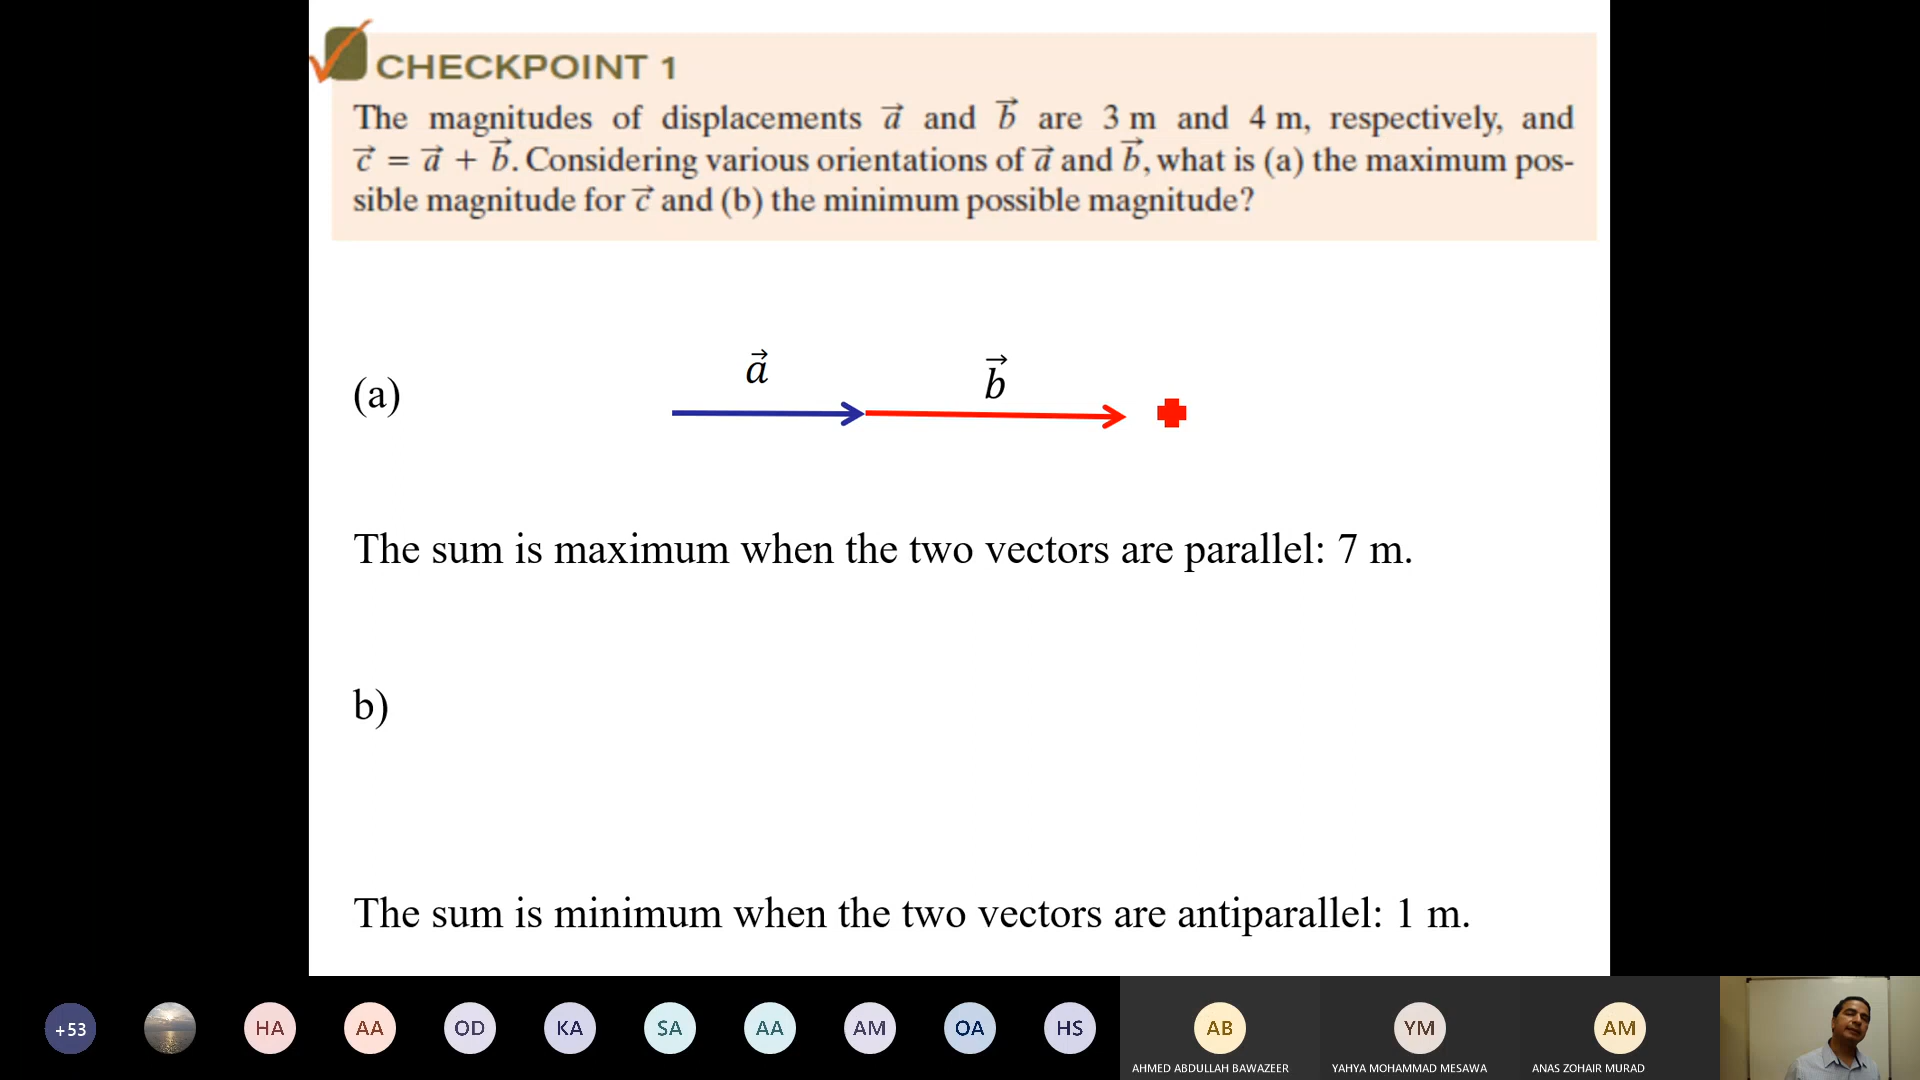 CHECKPOINT 1
The magnitudes of displacements a⃗ and b⃗ are 3 m and 4 m, respectively, and
c⃗ = a⃗ + b⃗. Considering various orientations of a⃗ and b⃗, what is (a) the maximum pos-
sible magnitude for c⃗ and (b) the minimum possible magnitude?
a⃗
b⃗
(a)
The sum is maximum when the two vectors are parallel: 7 m.
b)
The sum is minimum when the two vectors are antiparallel: 1 m.
+53
HA
AA
OD
KA
SA
AA
AM
OA
HS
AB
YM
AM
AHMED ABDULLAH BAWAZEER
YAHYA MOHAMMAD MESAWA
ANAS ZOHAIR MURAD